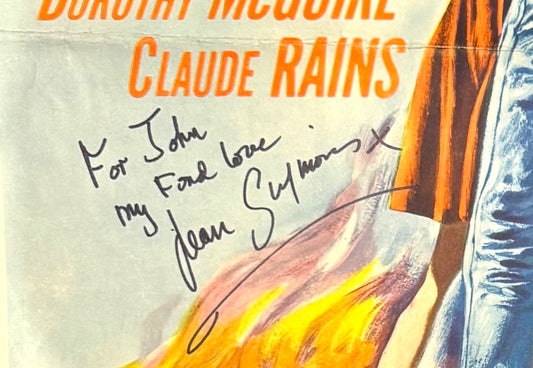 DOROTHY MCGUIRE
CLAUDE RAINS
For John
my Fond love
Jean Simmons x